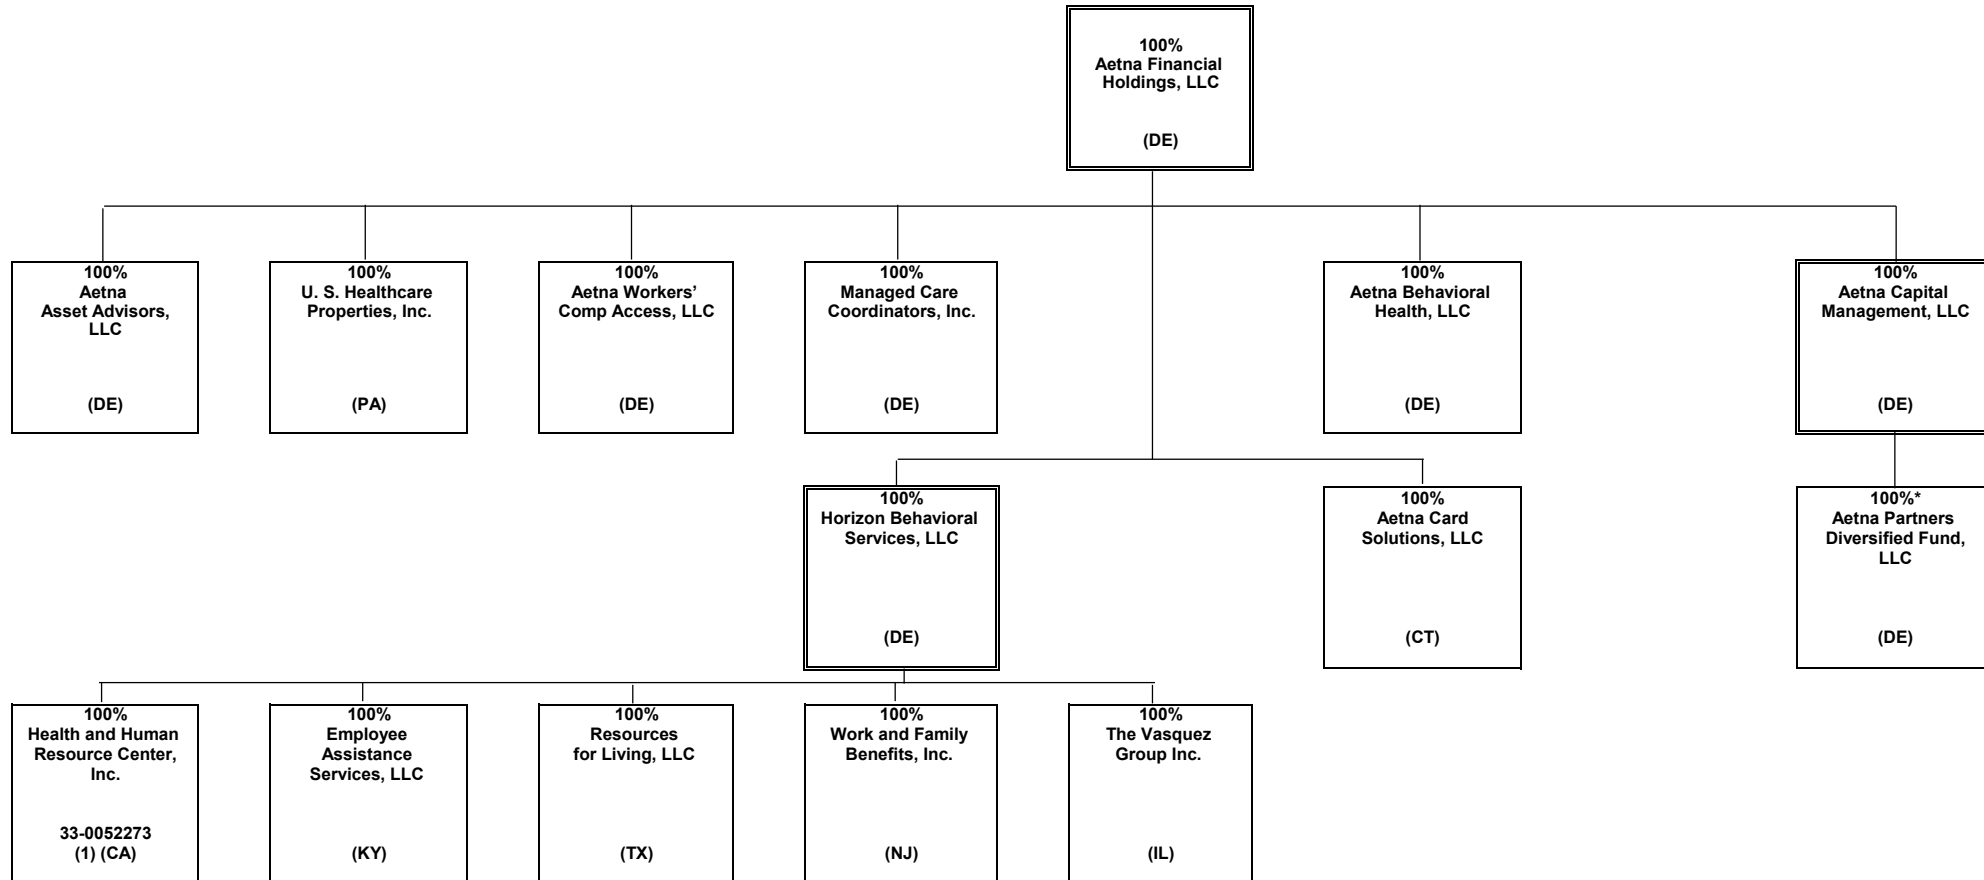 100%
Aetna Financial
Holdings, LLC
(DE)
100%
Aetna
Asset Advisors,
LLC
(DE)
100%
U. S. Healthcare
Properties, Inc.
(PA)
100%
Aetna Workers’
Comp Access, LLC
(DE)
100%
Managed Care
Coordinators, Inc.
(DE)
100%
Aetna Behavioral
Health, LLC
(DE)
100%
Aetna Capital
Management, LLC
(DE)
100%
Horizon Behavioral
Services, LLC
(DE)
100%
Aetna Card
Solutions, LLC
(CT)
100%*
Aetna Partners
Diversified Fund,
LLC
(DE)
100%
Health and Human
Resource Center,
Inc.
33-0052273
(1) (CA)
100%
Employee
Assistance
Services, LLC
(KY)
100%
Resources
for Living, LLC
(TX)
100%
Work and Family
Benefits, Inc.
(NJ)
100%
The Vasquez
Group Inc.
(IL)